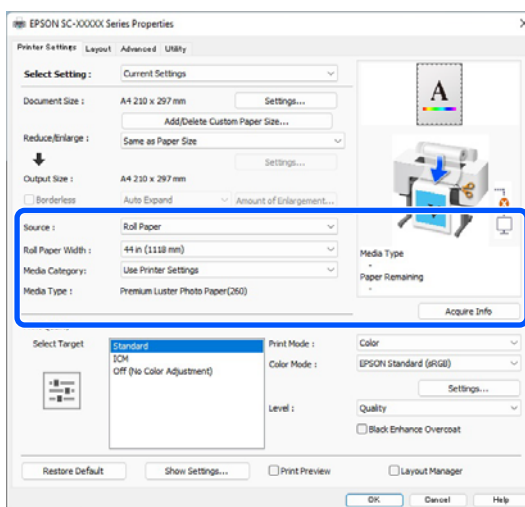 EPSON SC-XXXXX Series Properties
Printer Settings Layout Advanced Utility
Select Setting : Current Settings
Document Size : A4 210 x 297 mm Settings...
Add/Delete Custom Paper Size...
Reduce/Enlarge : Same as Paper Size
Settings...
Output Size : A4 210 x 297 mm
Borderless Auto Expand Amount of Enlargement...
A
Source : Roll Paper
Roll Paper Width : 44 in (1118 mm)
Media Category: Use Printer Settings
Media Type : Premium Luster Photo Paper(260)
Media Type
-
Paper Remaining
-
Acquire Info
Select Target
Standard
ICM
Off (No Color Adjustment)
Print Mode : Color
Color Mode : EPSON Standard (sRGB)
Settings...
Level : Quality
Black Enhance Overcoat
Restore Default Show Settings... Print Preview Layout Manager
OK Cancel Help